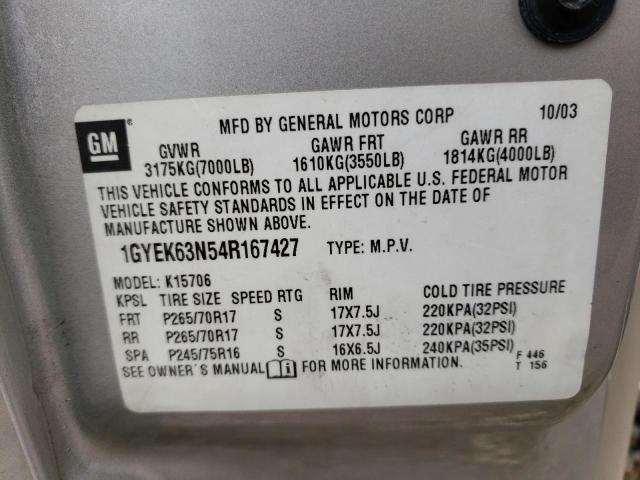 GM ®
MFD BY GENERAL MOTORS CORP 10/03
GVWR GAWR FRT GAWR RR
3175KG(7000LB) 1610KG(3550LB) 1814KG(4000LB)
THIS VEHICLE CONFORMS TO ALL APPLICABLE U.S. FEDERAL MOTOR
VEHICLE SAFETY STANDARDS IN EFFECT ON THE DATE OF
MANUFACTURE SHOWN ABOVE.
1GYEK63N54R167427 TYPE: M.P.V.
MODEL: K15706
KPSL TIRE SIZE SPEED RTG RIM COLD TIRE PRESSURE
FRT P265/70R17 S 17X7.5J 220KPA(32PSI)
RR P265/70R17 S 17X7.5J 220KPA(32PSI)
SPA P245/75R16 S 16X6.5J 240KPA(35PSI)
SEE OWNER'S MANUAL i FOR MORE INFORMATION.
F 446
T 156